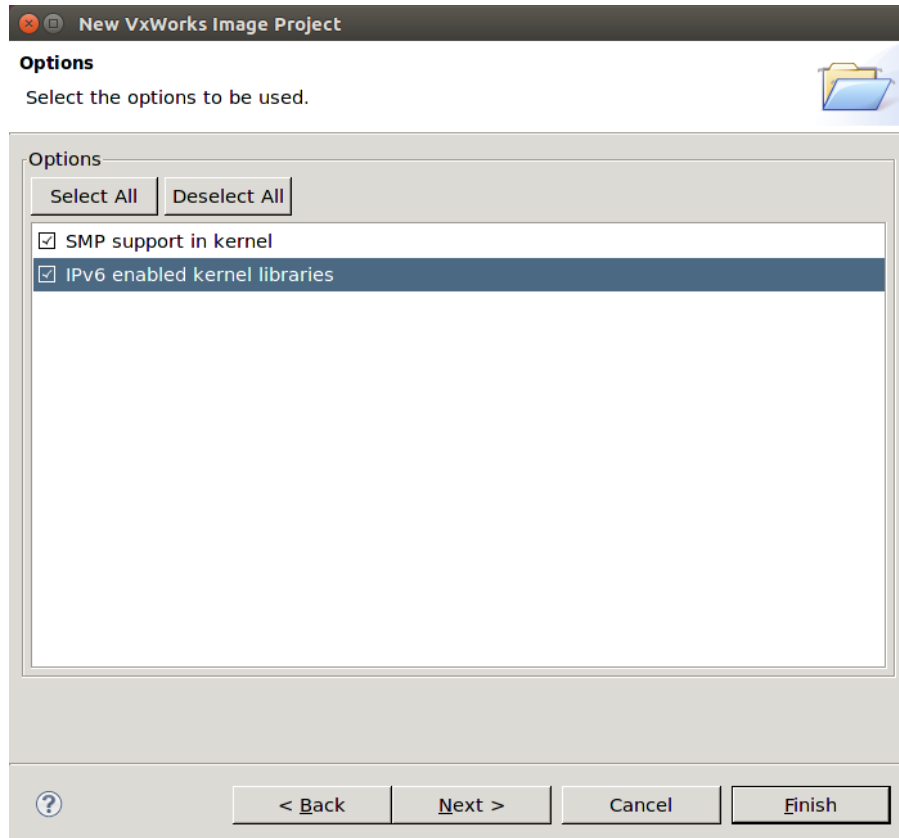 New VxWorks Image Project
Options
Select the options to be used.
Options
Select All Deselect All
SMP support in kernel
IPv6 enabled kernel libraries
? < Back Next > Cancel Finish